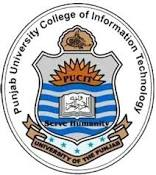 Punjab University College of Information Technology
PUCIT
Serve Humanity
UNIVERSITY OF THE PUNJAB